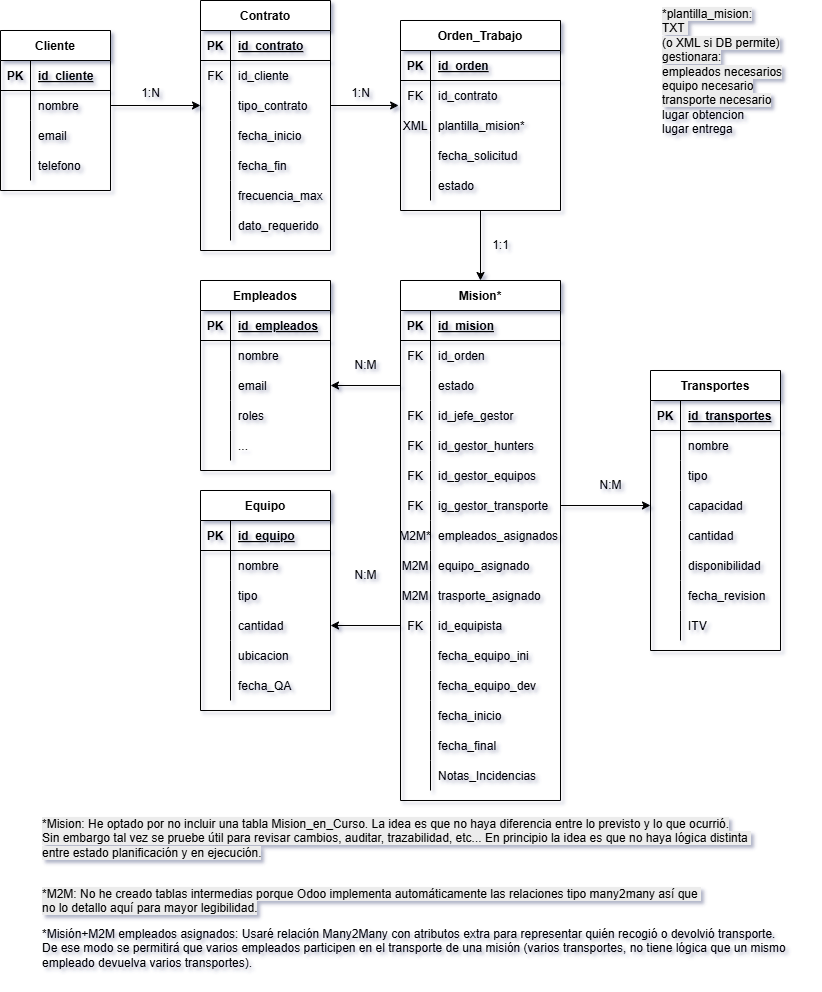 Cliente
PK id_cliente
nombre
email
telefono
1:N
Contrato
PK id_contrato
FK id_cliente
tipo_contrato
fecha_inicio
fecha_fin
frecuencia_max
dato_requerido
1:N
Orden_Trabajo
PK id_orden
FK id_contrato
XML plantilla_mision*
fecha_solicitud
estado
*plantilla_mision:
TXT
(o XML si DB permite)
gestionara:
empleados necesarios
equipo necesario
transporte necesario
lugar obtencion
lugar entrega
1:1
Empleados
PK id_empleados
nombre
email
roles
...
N:M
Equipo
PK id_equipo
nombre
tipo
cantidad
ubicacion
fecha_QA
N:M
Mision*
PK id_mision
FK id_orden
estado
FK id_jefe_gestor
FK id_gestor_hunters
FK id_gestor_equipos
FK ig_gestor_transporte
M2M* empleados_asignados
M2M equipo_asignado
M2M trasporte_asignado
FK id_equipista
fecha_equipo_ini
fecha_equipo_dev
fecha_inicio
fecha_final
Notas_Incidencias
N:M
Transportes
PK id_transportes
nombre
tipo
capacidad
cantidad
disponibilidad
fecha_revision
ITV
*Mision: He optado por no incluir una tabla Mision_en_Curso. La idea es que no haya diferencia entre lo previsto y lo que ocurrió.
Sin embargo tal vez se pruebe útil para revisar cambios, auditar, trazabilidad, etc... En principio la idea es que no haya lógica distinta
entre estado planificación y en ejecución.
*M2M: No he creado tablas intermedias porque Odoo implementa automáticamente las relaciones tipo many2many así que
no lo detallo aquí para mayor legibilidad.
*Misión+M2M empleados asignados: Usaré relación Many2Many con atributos extra para representar quién recogió o devolvió transporte.
De ese modo se permitirá que varios empleados participen en el transporte de una misión (varios transportes, no tiene lógica que un mismo
empleado devuelva varios transportes).